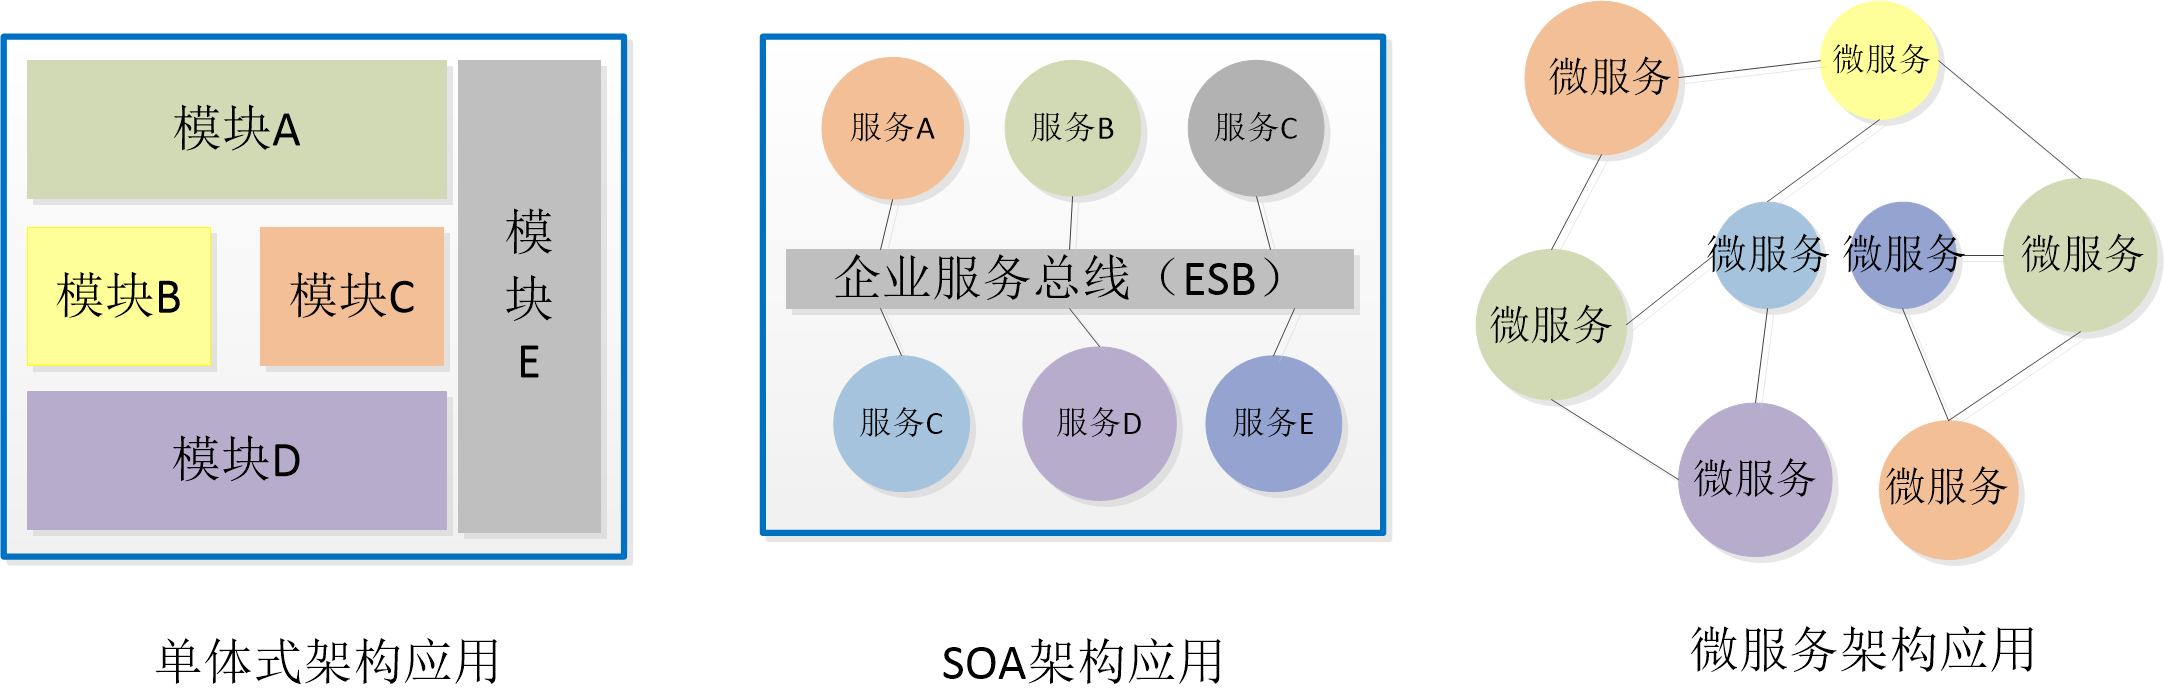 模块A
模块B
模块C
模块D
模
块
E
单体式架构应用
服务A
服务B
服务C
企业服务总线（ESB）
服务C
服务D
服务E
SOA架构应用
微服务
微服务
微服务
微服务
微服务
微服务
微服务
微服务
微服务架构应用